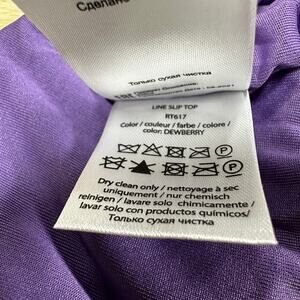 Сделано
Только сухая чистка
LINE SLIP TOP
RT617
Color / couleur / farbe / colore /
color: DEWBERRY
Dry clean only / nettoyage à sec
uniquement / nur chemisch
reinigen / lavare solo chimicamente /
lavar solo con productos químicos/
Только сухая чистка